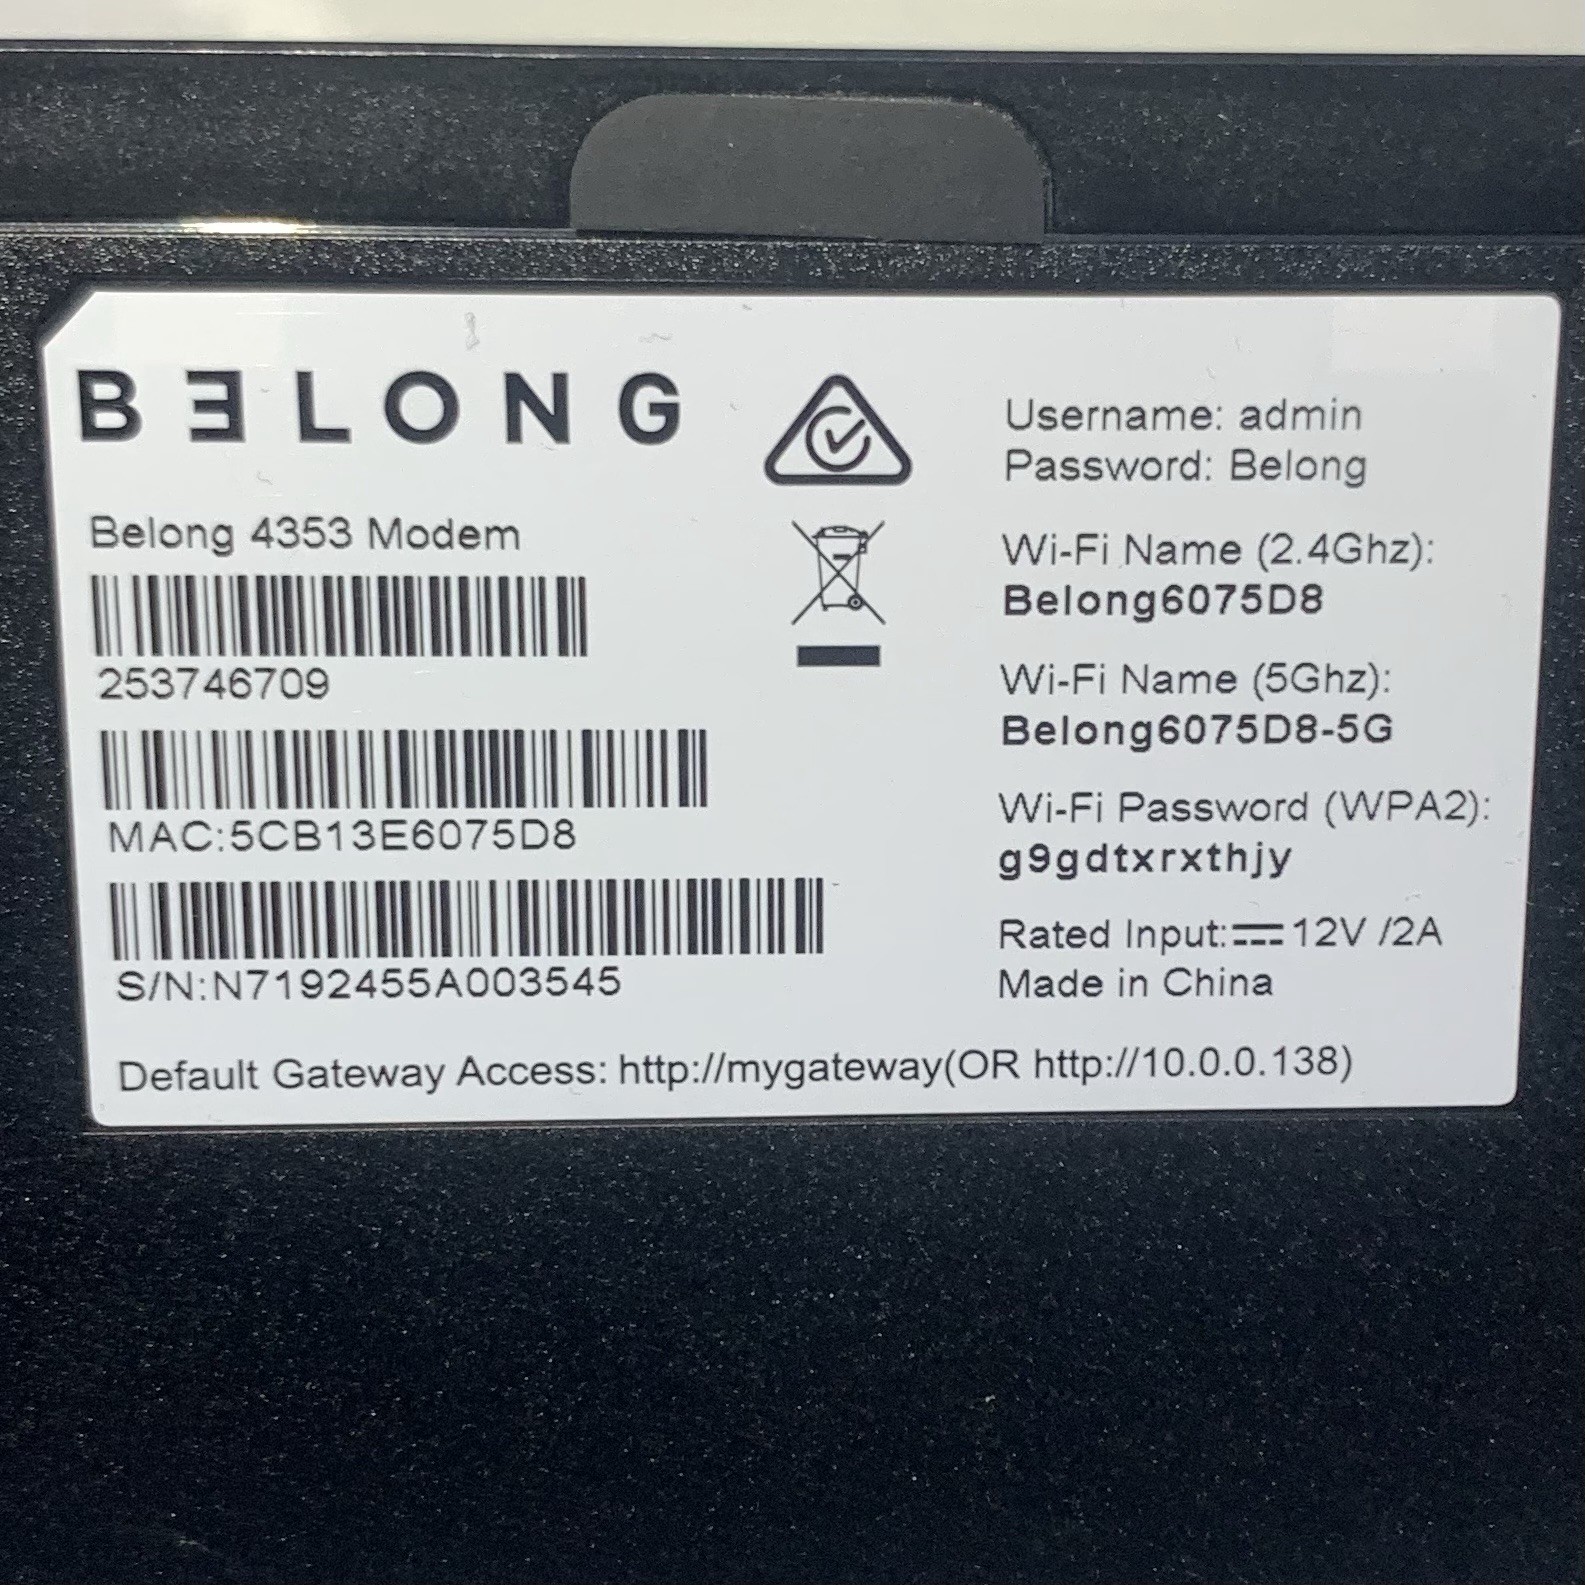 BELONG
Belong 4353 Modem
253746709
MAC:5CB13E6075D8
S/N:N7192455A003545
Username: admin
Password: Belong
Wi-Fi Name (2.4Ghz):
Belong6075D8
Wi-Fi Name (5Ghz):
Belong6075D8-5G
Wi-Fi Password (WPA2):
g9gdtxrxthjy
Rated Input:⎓12V /2A
Made in China
Default Gateway Access: http://mygateway(OR http://10.0.0.138)